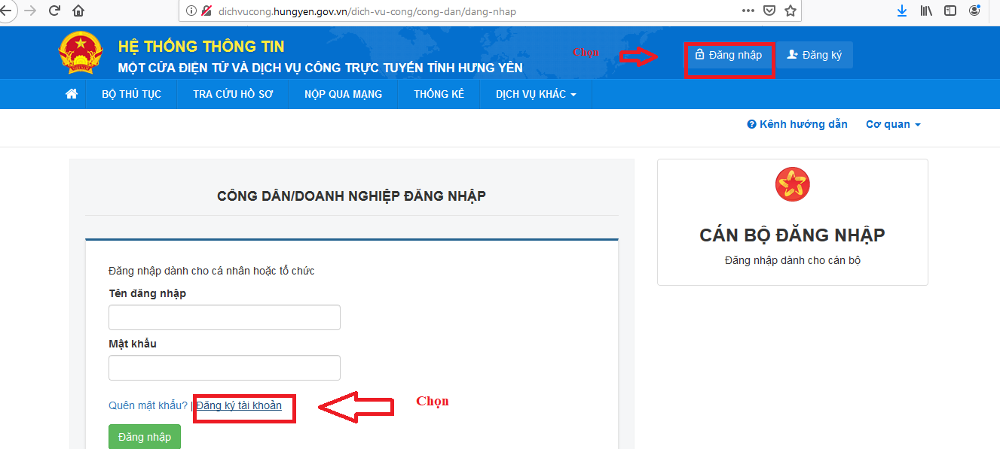 dichvucong.hungyen.gov.vn/dich-vu-cong/cong-dan/dang-nhap
HỆ THỐNG THÔNG TIN
MỘT CỬA ĐIỆN TỬ VÀ DỊCH VỤ CÔNG TRỰC TUYẾN TỈNH HƯNG YÊN
Chọn
Đăng nhập
Đăng ký
BỘ THỦ TỤC
TRA CỨU HỒ SƠ
NỘP QUA MẠNG
THỐNG KÊ
DỊCH VỤ KHÁC
Kênh hướng dẫn
Cơ quan
CÔNG DÂN/DOANH NGHIỆP ĐĂNG NHẬP
CÁN BỘ ĐĂNG NHẬP
Đăng nhập dành cho cán bộ
Đăng nhập dành cho cá nhân hoặc tổ chức
Tên đăng nhập
Mật khẩu
Quên mật khẩu? | Đăng ký tài khoản
Chọn
Đăng nhập